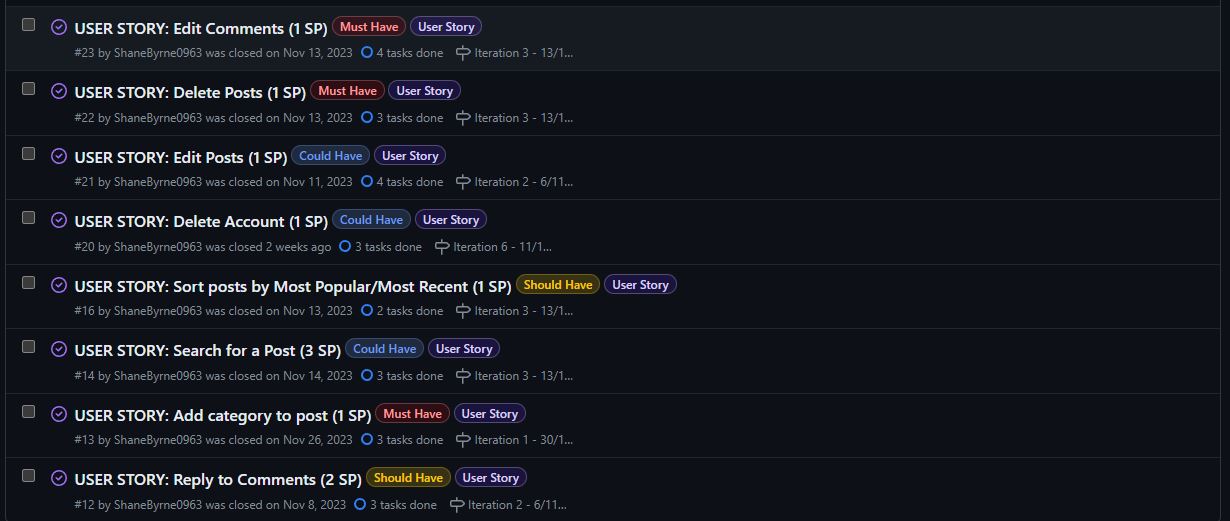 USER STORY: Edit Comments (1 SP) Must Have User Story
#23 by ShaneByrne0963 was closed on Nov 13, 2023 4 tasks done Iteration 3 - 13/1...
USER STORY: Delete Posts (1 SP) Must Have User Story
#22 by ShaneByrne0963 was closed on Nov 13, 2023 3 tasks done Iteration 3 - 13/1...
USER STORY: Edit Posts (1 SP) Could Have User Story
#21 by ShaneByrne0963 was closed on Nov 11, 2023 4 tasks done Iteration 2 - 6/11...
USER STORY: Delete Account (1 SP) Could Have User Story
#20 by ShaneByrne0963 was closed 2 weeks ago 3 tasks done Iteration 6 - 11/1...
USER STORY: Sort posts by Most Popular/Most Recent (1 SP) Should Have User Story
#16 by ShaneByrne0963 was closed on Nov 13, 2023 2 tasks done Iteration 3 - 13/1...
USER STORY: Search for a Post (3 SP) Could Have User Story
#14 by ShaneByrne0963 was closed on Nov 14, 2023 3 tasks done Iteration 3 - 13/1...
USER STORY: Add category to post (1 SP) Must Have User Story
#13 by ShaneByrne0963 was closed on Nov 26, 2023 3 tasks done Iteration 1 - 30/1...
USER STORY: Reply to Comments (2 SP) Should Have User Story
#12 by ShaneByrne0963 was closed on Nov 8, 2023 3 tasks done Iteration 2 - 6/11...